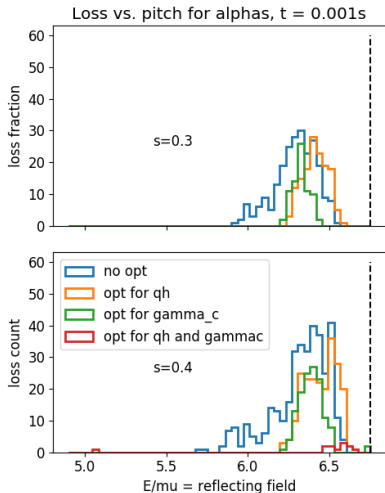 Loss vs. pitch for alphas, t = 0.001s
60
50
40
30
20
10
0
loss fraction
s=0.3
60
50
40
30
20
10
0
loss count
no opt
opt for qh
opt for gamma_c
opt for qh and gammac
s=0.4
5.0 5.5 6.0 6.5
E/mu = reflecting field